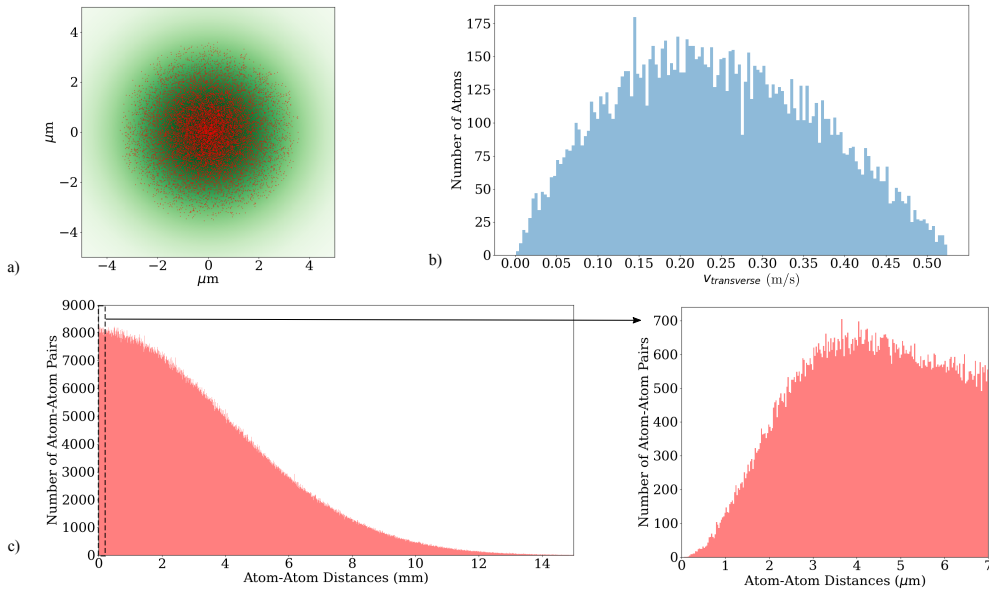 4
2
0
−2
−4
μm
−4 −2 0 2 4
μm
a)
175
150
125
100
75
50
25
0
Number of Atoms
0.00 0.05 0.10 0.15 0.20 0.25 0.30 0.35 0.40 0.45 0.50
v_transverse (m/s)
b)
9000
8000
7000
6000
5000
4000
3000
2000
1000
0
Number of Atom-Atom Pairs
0 2 4 6 8 10 12 14
Atom-Atom Distances (mm)
c)
700
600
500
400
300
200
100
0
Number of Atom-Atom Pairs
0 1 2 3 4 5 6 7
Atom-Atom Distances (μm)